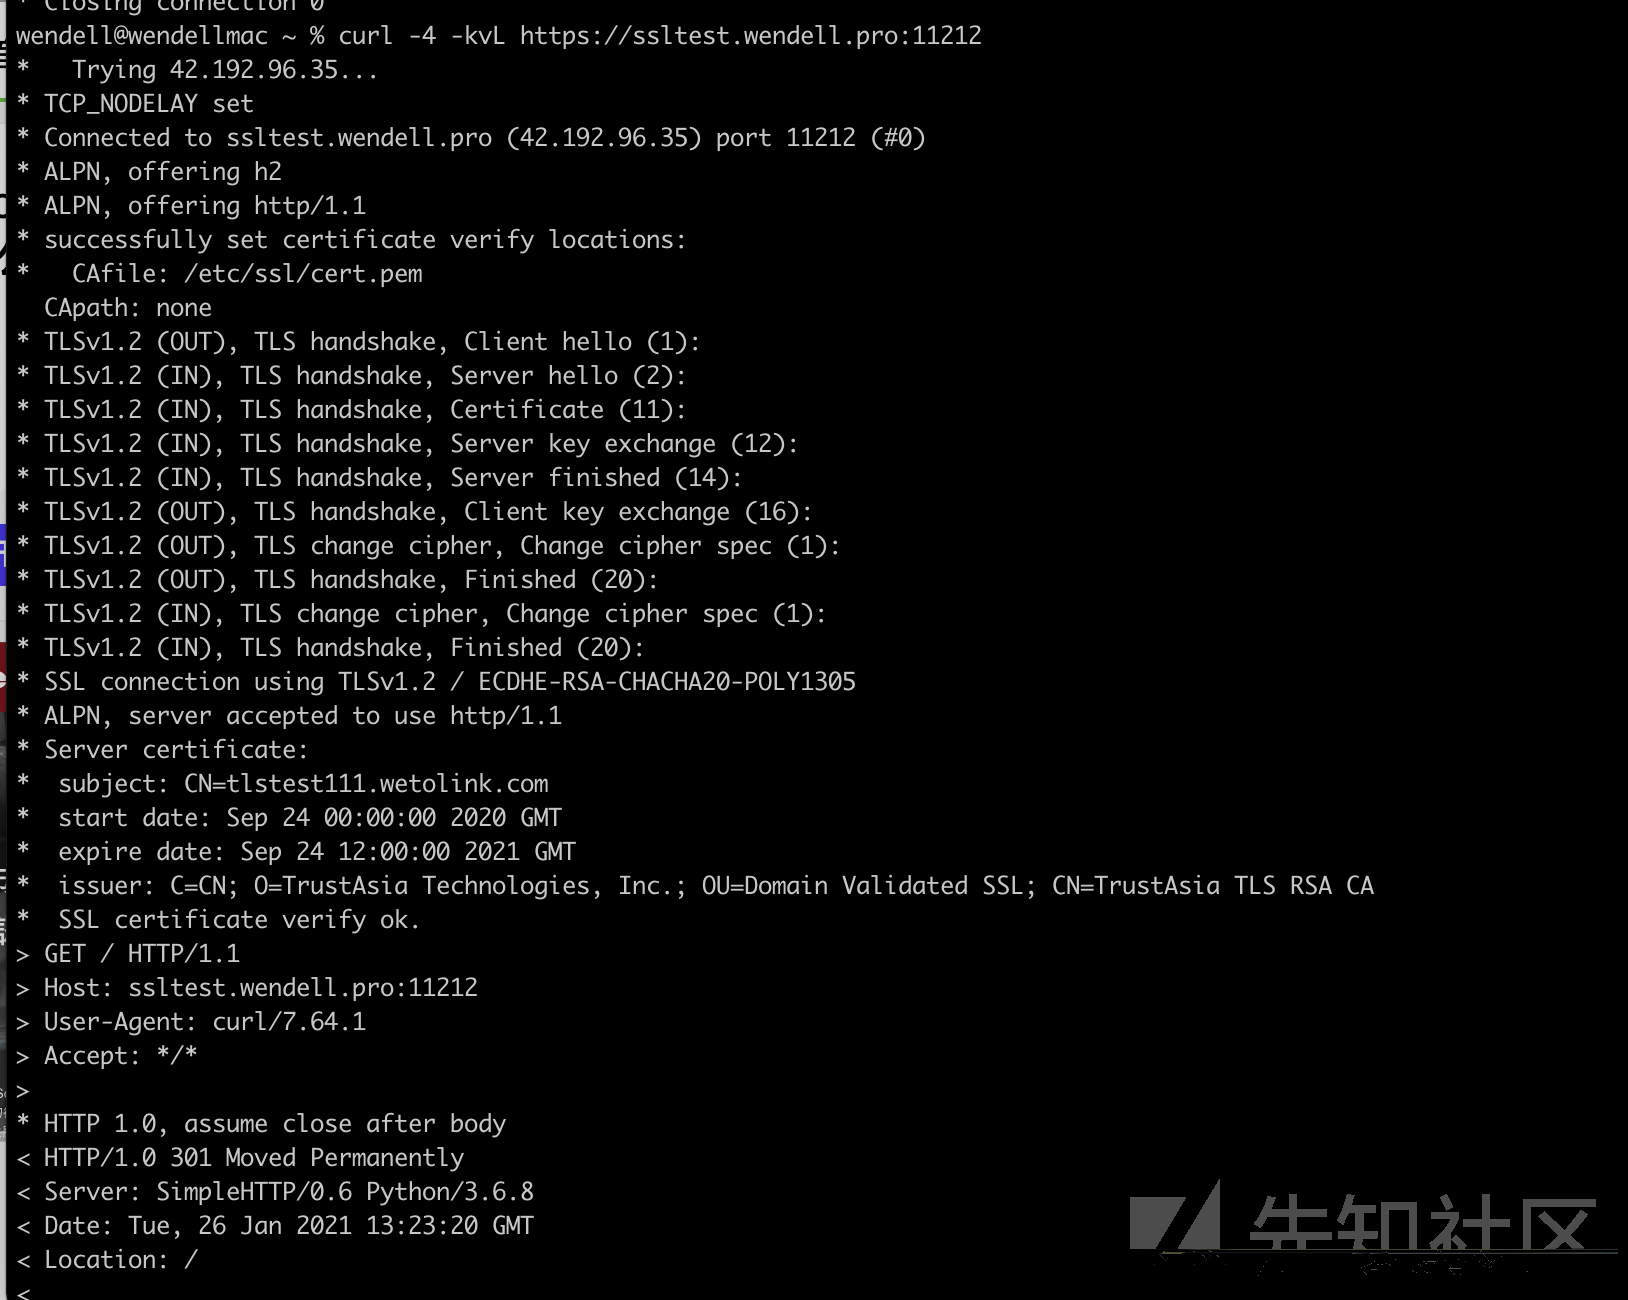 * Closing connection 0
wendell@wendellmac ~ % curl -4 -kvL https://ssltest.wendell.pro:11212
*   Trying 42.192.96.35...
* TCP_NODELAY set
* Connected to ssltest.wendell.pro (42.192.96.35) port 11212 (#0)
* ALPN, offering h2
* ALPN, offering http/1.1
* successfully set certificate verify locations:
*   CAfile: /etc/ssl/cert.pem
  CApath: none
* TLSv1.2 (OUT), TLS handshake, Client hello (1):
* TLSv1.2 (IN), TLS handshake, Server hello (2):
* TLSv1.2 (IN), TLS handshake, Certificate (11):
* TLSv1.2 (IN), TLS handshake, Server key exchange (12):
* TLSv1.2 (IN), TLS handshake, Server finished (14):
* TLSv1.2 (OUT), TLS handshake, Client key exchange (16):
* TLSv1.2 (OUT), TLS change cipher, Change cipher spec (1):
* TLSv1.2 (OUT), TLS handshake, Finished (20):
* TLSv1.2 (IN), TLS change cipher, Change cipher spec (1):
* TLSv1.2 (IN), TLS handshake, Finished (20):
* SSL connection using TLSv1.2 / ECDHE-RSA-CHACHA20-POLY1305
* ALPN, server accepted to use http/1.1
* Server certificate:
*  subject: CN=tlstest111.wetolink.com
*  start date: Sep 24 00:00:00 2020 GMT
*  expire date: Sep 24 12:00:00 2021 GMT
*  issuer: C=CN; O=TrustAsia Technologies, Inc.; OU=Domain Validated SSL; CN=TrustAsia TLS RSA CA
*  SSL certificate verify ok.
> GET / HTTP/1.1
> Host: ssltest.wendell.pro:11212
> User-Agent: curl/7.64.1
> Accept: */*
>
* HTTP 1.0, assume close after body
< HTTP/1.0 301 Moved Permanently
< Server: SimpleHTTP/0.6 Python/3.6.8
< Date: Tue, 26 Jan 2021 13:23:20 GMT
< Location: /
<
先知社区